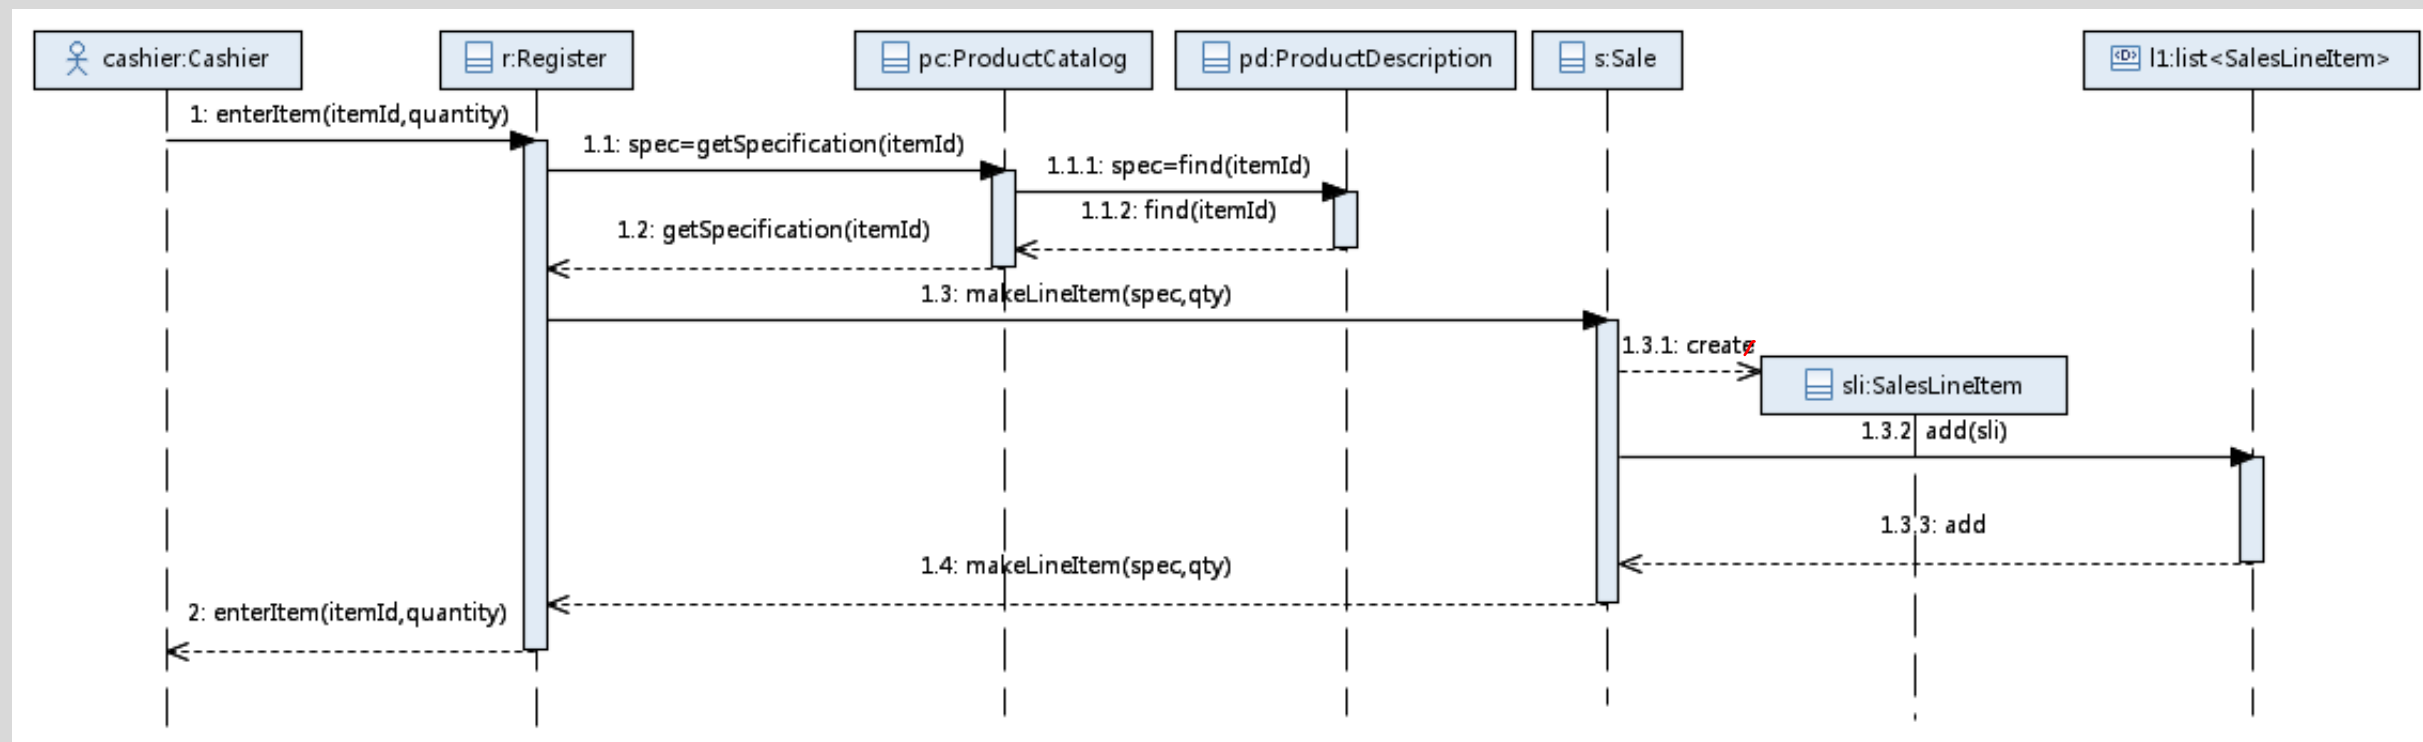 cashier:Cashier
r:Register
pc:ProductCatalog
pd:ProductDescription
s:Sale
<D> l1:list<SalesLineItem>
1: enterItem(itemId,quantity)
1.1: spec=getSpecification(itemId)
1.1.1: spec=find(itemId)
1.1.2: find(itemId)
1.2: getSpecification(itemId)
1.3: makeLineItem(spec,qty)
1.3.1: create
sli:SalesLineItem
1.3.2 add(sli)
1.3.3: add
1.4: makeLineItem(spec,qty)
2: enterItem(itemId,quantity)